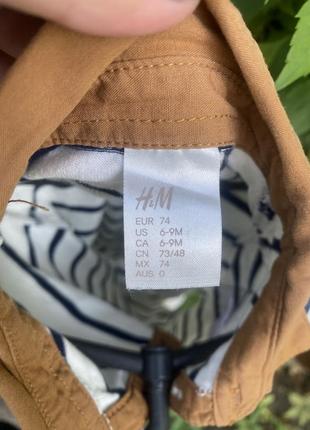 H&M
EUR 74
US 6-9M
CA 6-9M
CN 73/48
MX 74
AUS 0